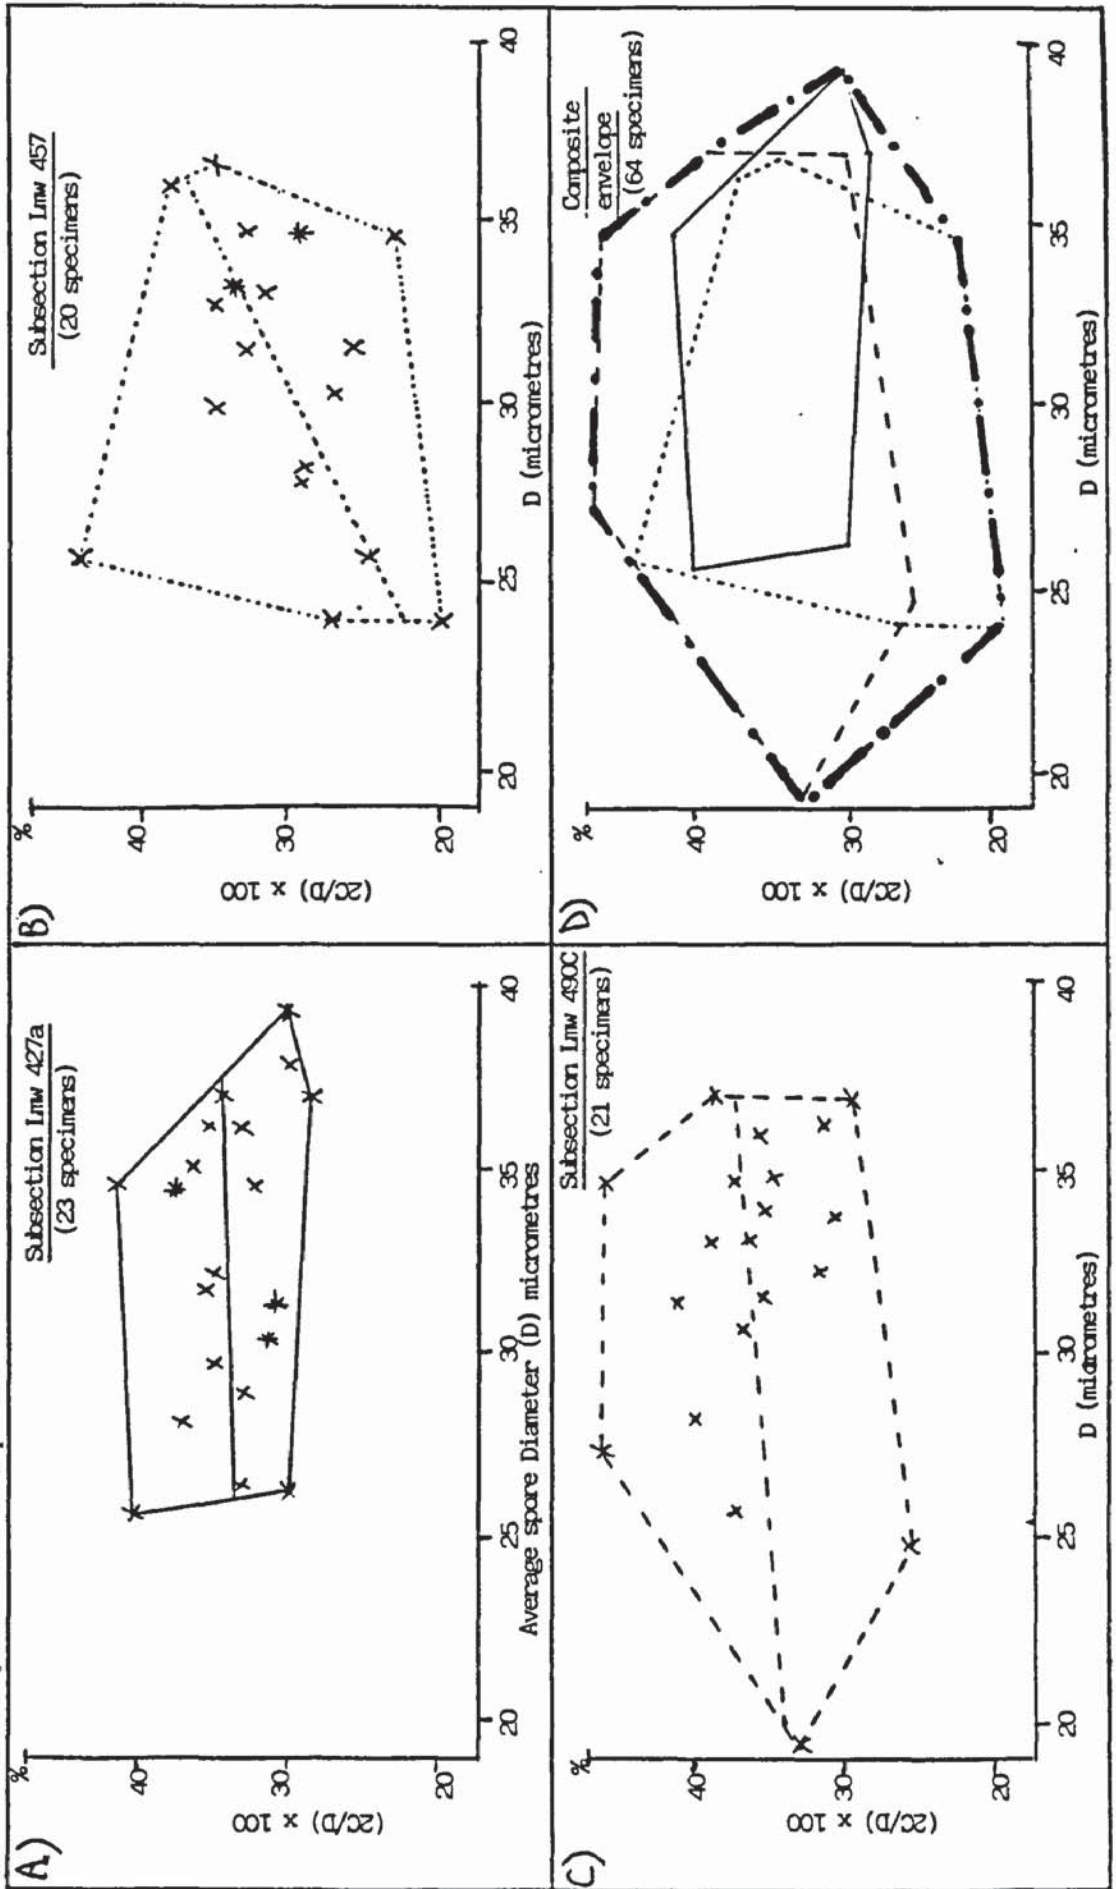 A)
Subsection Lmw 427a
(23 specimens)
%
40
30
20
(2C/D) x 100
20
25
30
35
40
Average spore Diameter (D) micrometres
B)
Subsection Lmw 457
(20 specimens)
%
40
30
20
(2C/D) x 100
20
25
30
35
40
D (micrometres)
C)
Subsection Lmw 490C
(21 specimens)
%
40
30
20
(2C/D) x 100
20
25
30
35
40
D (micrometres)
D)
Composite
envelope
(64 specimens)
%
40
30
20
(2C/D) x 100
20
25
30
35
40
D (micrometres)